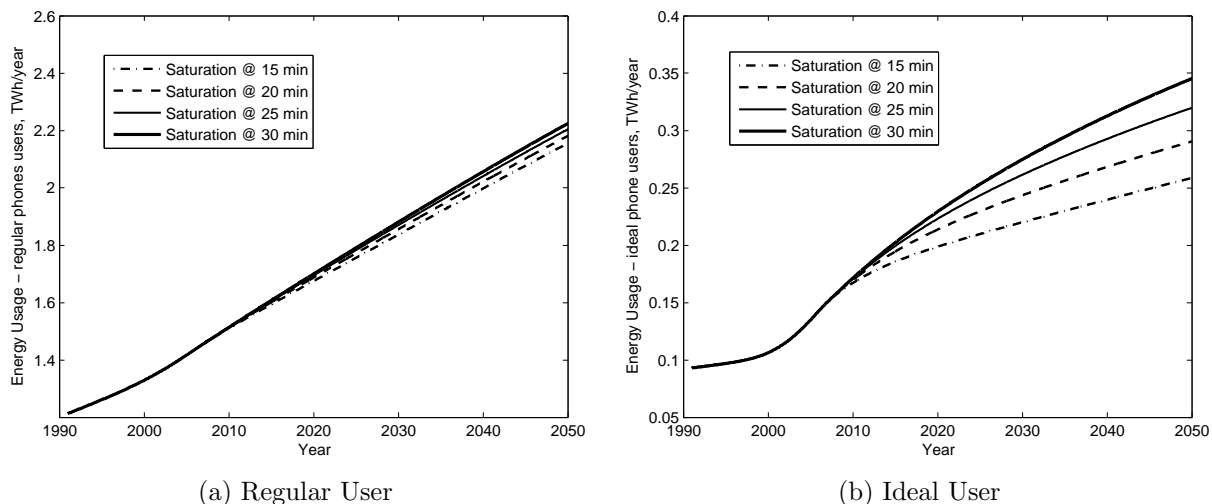 2.6
2.4
2.2
2
1.8
1.6
1.4
1990 2000 2010 2020 2030 2040 2050
Year
Energy Usage – regular phones users, TWh/year
Saturation @ 15 min
Saturation @ 20 min
Saturation @ 25 min
Saturation @ 30 min
(a) Regular User
0.4
0.35
0.3
0.25
0.2
0.15
0.1
0.05
1990 2000 2010 2020 2030 2040 2050
Year
Energy Usage – ideal phone users, TWh/year
Saturation @ 15 min
Saturation @ 20 min
Saturation @ 25 min
Saturation @ 30 min
(b) Ideal User